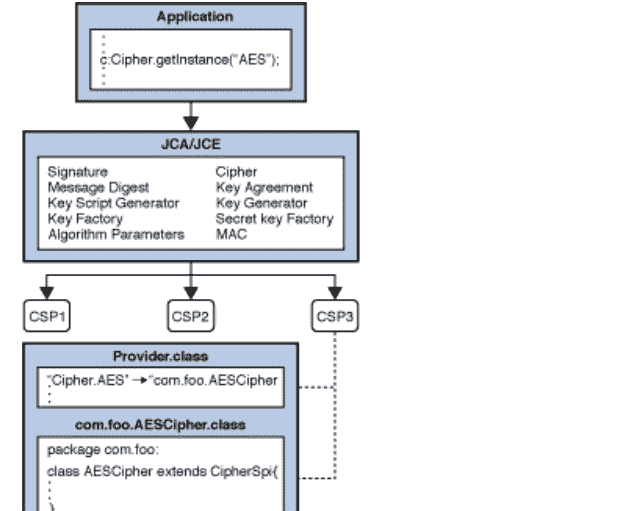 Application
c:Cipher.getInstance("AES");
JCA/JCE
Signature
Message Digest
Key Script Generator
Key Factory
Algorithm Parameters
Cipher
Key Agreement
Key Generator
Secret key Factory
MAC
CSP1
CSP2
CSP3
Provider.class
"Cipher.AES" → "com.foo.AESCipher
com.foo.AESCipher.class
package com.foo:
class AESCipher extends CipherSpi{
}